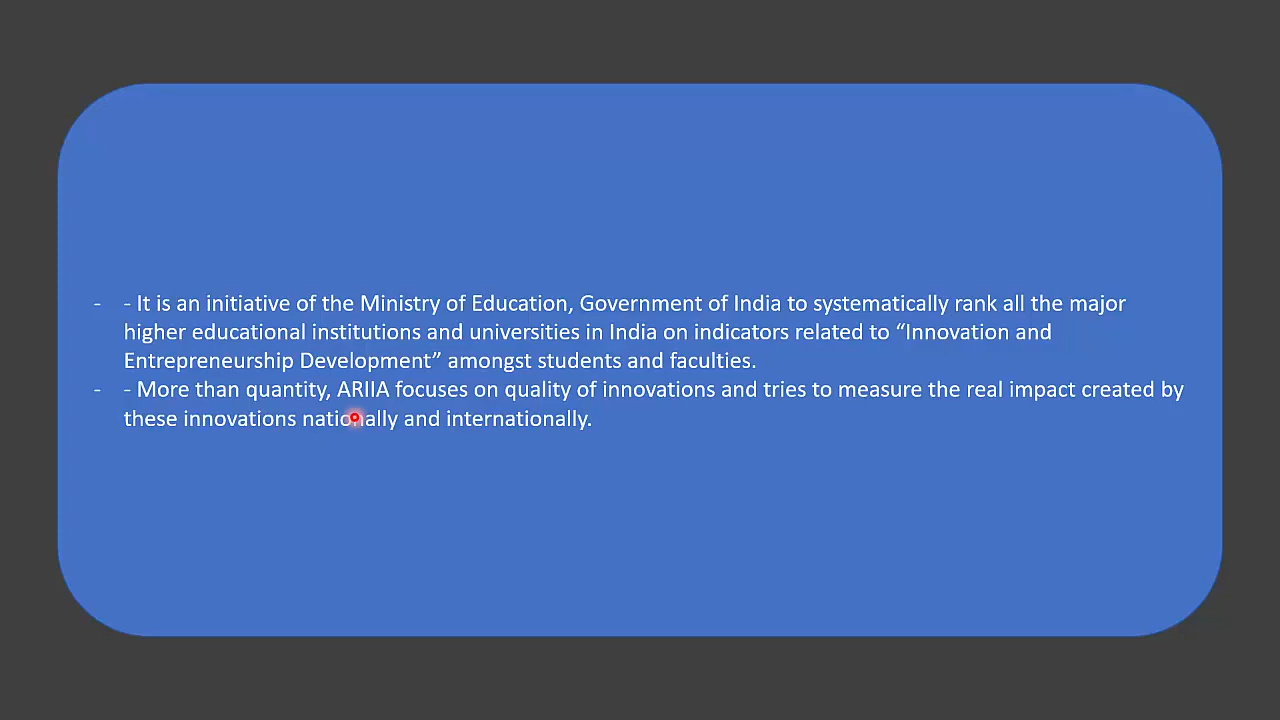 - - It is an initiative of the Ministry of Education, Government of India to systematically rank all the major
higher educational institutions and universities in India on indicators related to “Innovation and
Entrepreneurship Development” amongst students and faculties.
- - More than quantity, ARIIA focuses on quality of innovations and tries to measure the real impact created by
these innovations nationally and internationally.